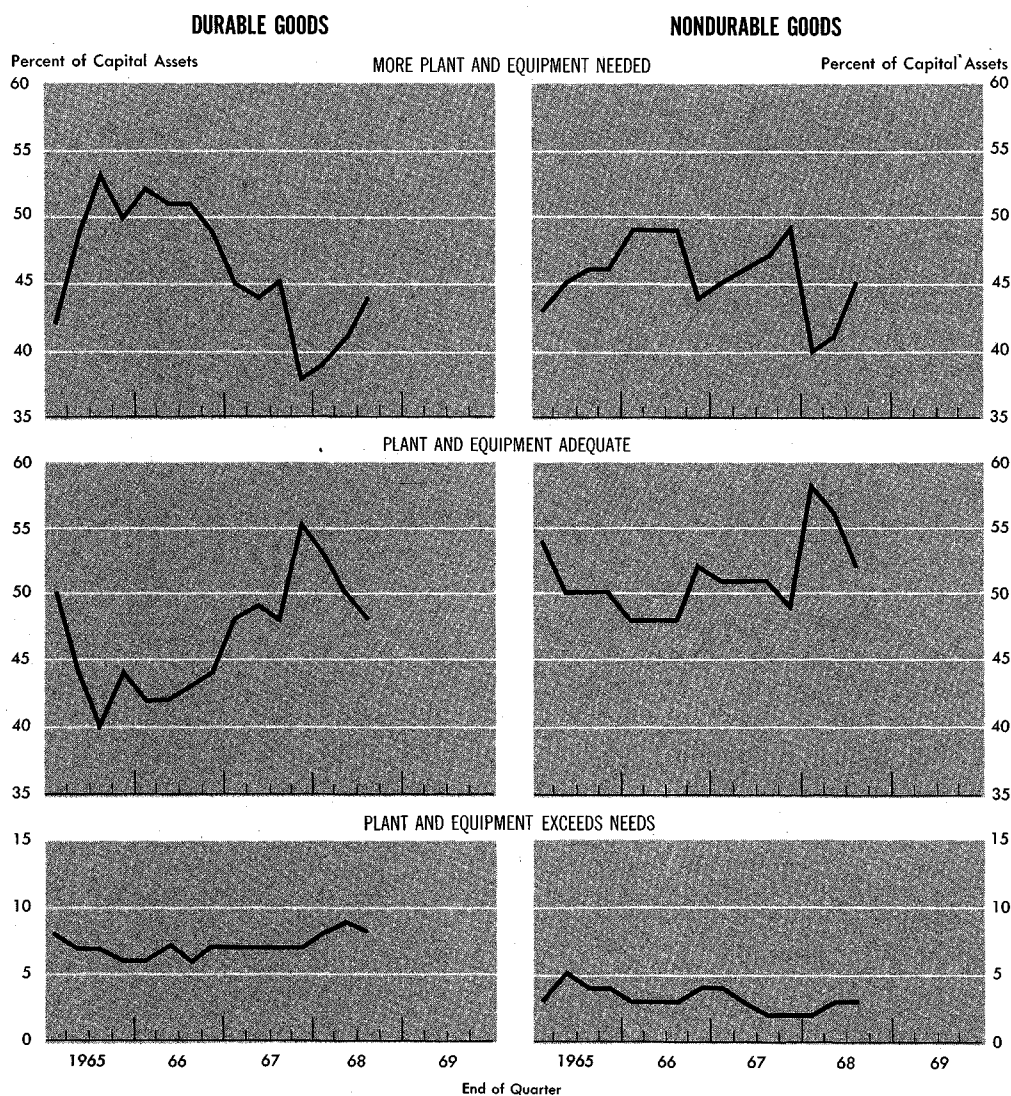 DURABLE GOODS NONDURABLE GOODS
Percent of Capital Assets MORE PLANT AND EQUIPMENT NEEDED Percent of Capital Assets
60 60
55 55
50 50
45 45
40 40
35 35
PLANT AND EQUIPMENT ADEQUATE
60 60
55 55
50 50
45 45
40 40
35 35
PLANT AND EQUIPMENT EXCEEDS NEEDS
15 15
10 10
5 5
0 0
1965 66 67 68 69 1965 66 67 68 69
End of Quarter